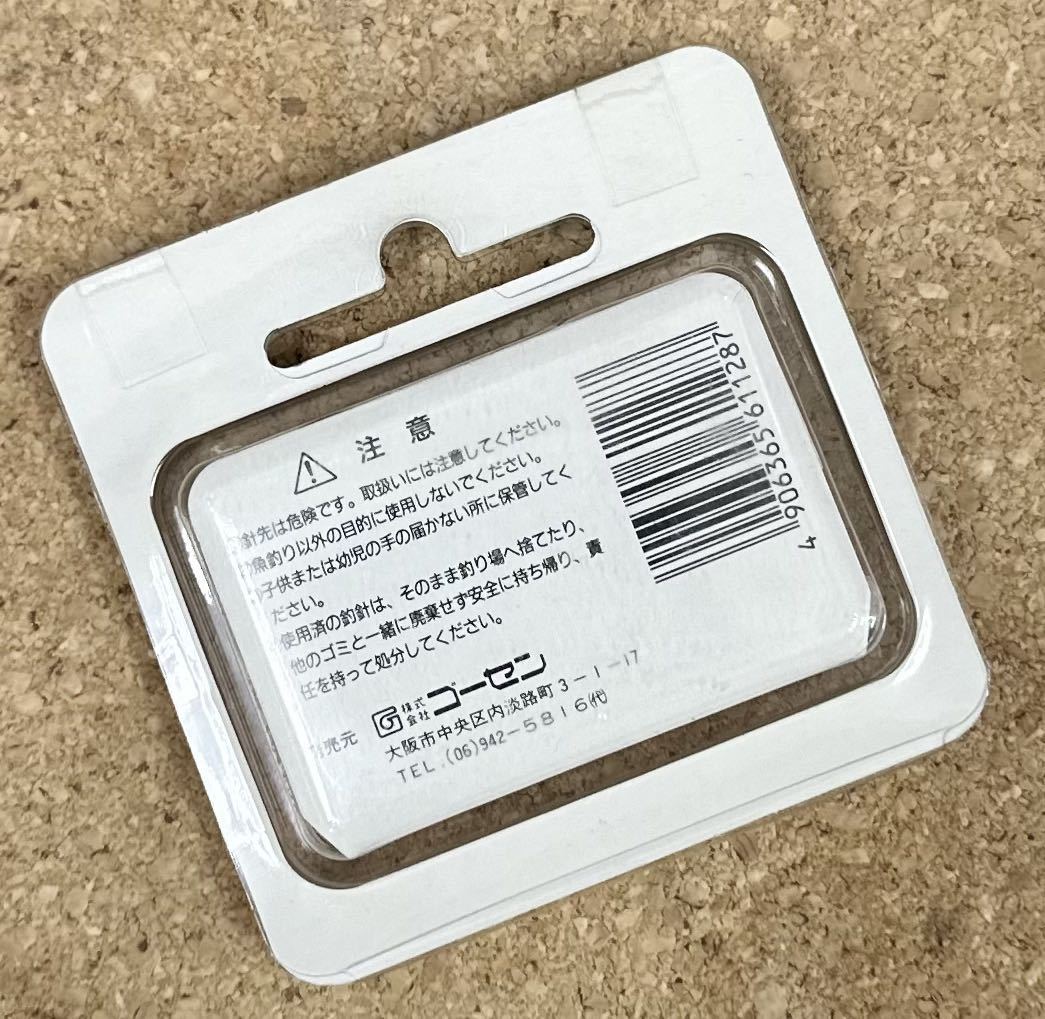 注意
針先は危険です。取扱いには注意してください。
魚釣り以外の目的に使用しないでください。
子供または幼児の手の届かない所に保管してく
ださい。
使用済の釣針は、そのまま釣り場へ捨てたり、
他のゴミと一緒に廃棄せず安全に持ち帰り、責
任を持って処分してください。
発売元 株式会社 ゴーセン
大阪市中央区内淡路町3-1-17
TEL.(06)942-5816(代)
4906365611287